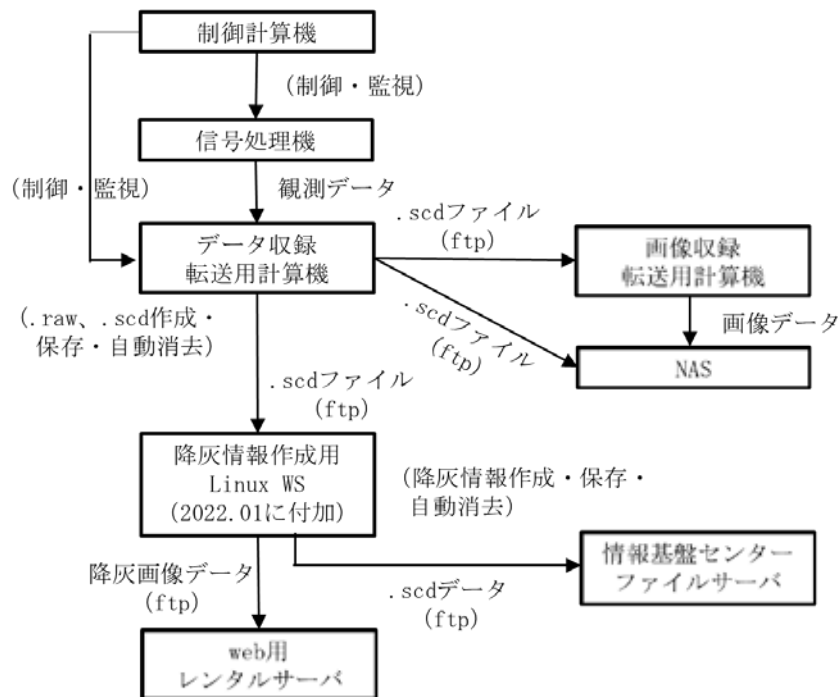 制御計算機
(制御・監視)
信号処理機
(制御・監視)
観測データ
データ収録
転送用計算機
.scdファイル
(ftp)
画像収録
転送用計算機
(.raw、.scd作成・
保存・自動消去)
.scdファイル
(ftp)
画像データ
NAS
.scdファイル
(ftp)
降灰情報作成用
Linux WS
(2022.01に付加)
(降灰情報作成・保存・
自動消去)
降灰画像データ
(ftp)
.scdデータ
(ftp)
情報基盤センター
ファイルサーバ
web用
レンタルサーバ